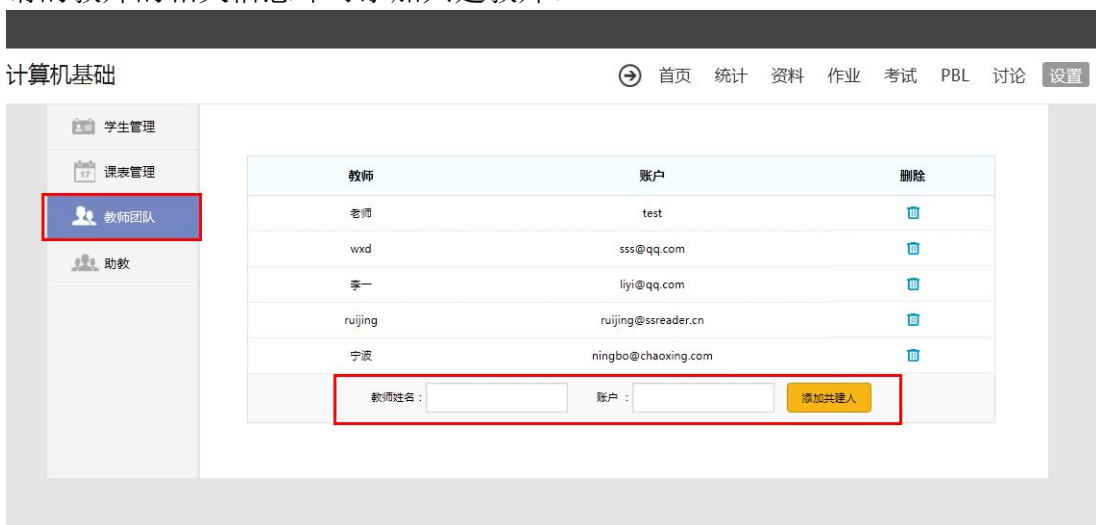 计算机基础 首页 统计 资料 作业 考试 PBL 讨论 设置
学生管理
17 课表管理
教师 账户 删除
教师团队
老师 test
wxd sss@qq.com
助教
李一 liyi@qq.com
ruijing ruijing@ssreader.cn
宁波 ningbo@chaoxing.com
教师姓名： 账户 ： 添加共建人